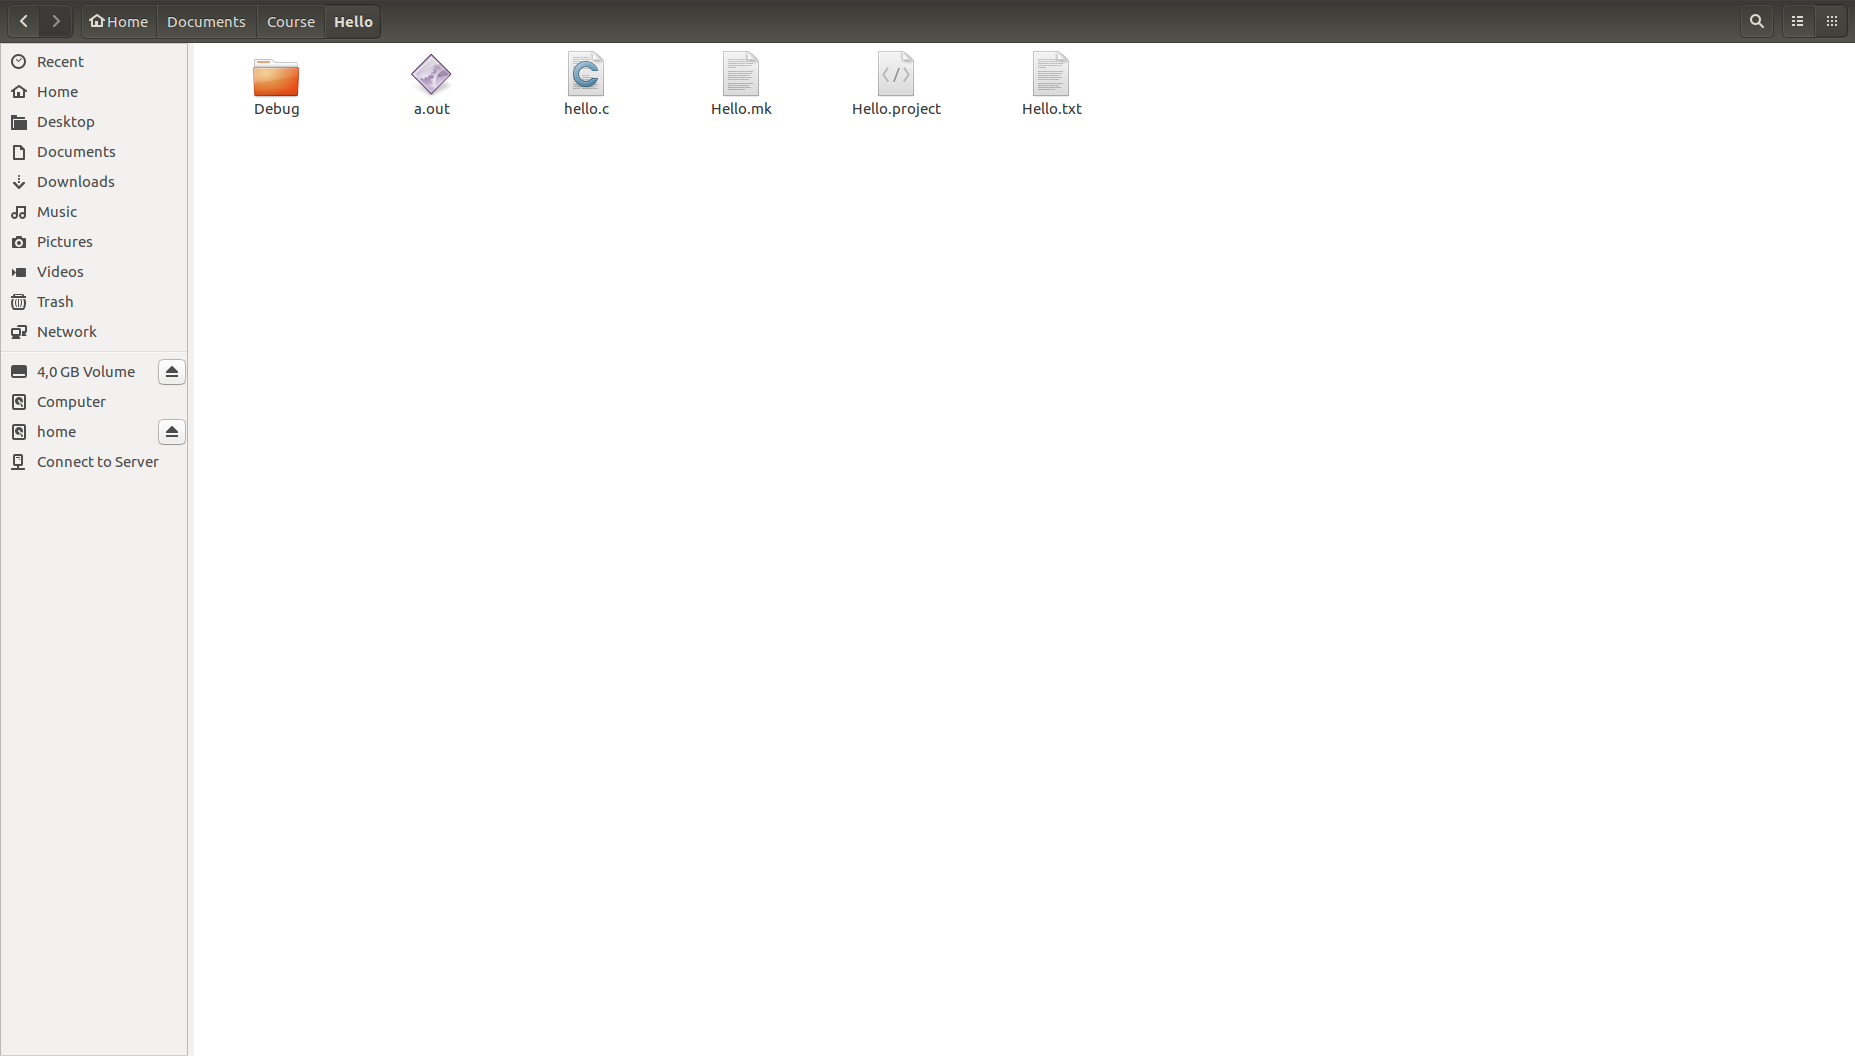 Home Documents Course Hello
Recent
Home
Desktop
Documents
Downloads
Music
Pictures
Videos
Trash
Network
4,0 GB Volume
Computer
home
Connect to Server
Debug a.out hello.c Hello.mk Hello.project Hello.txt